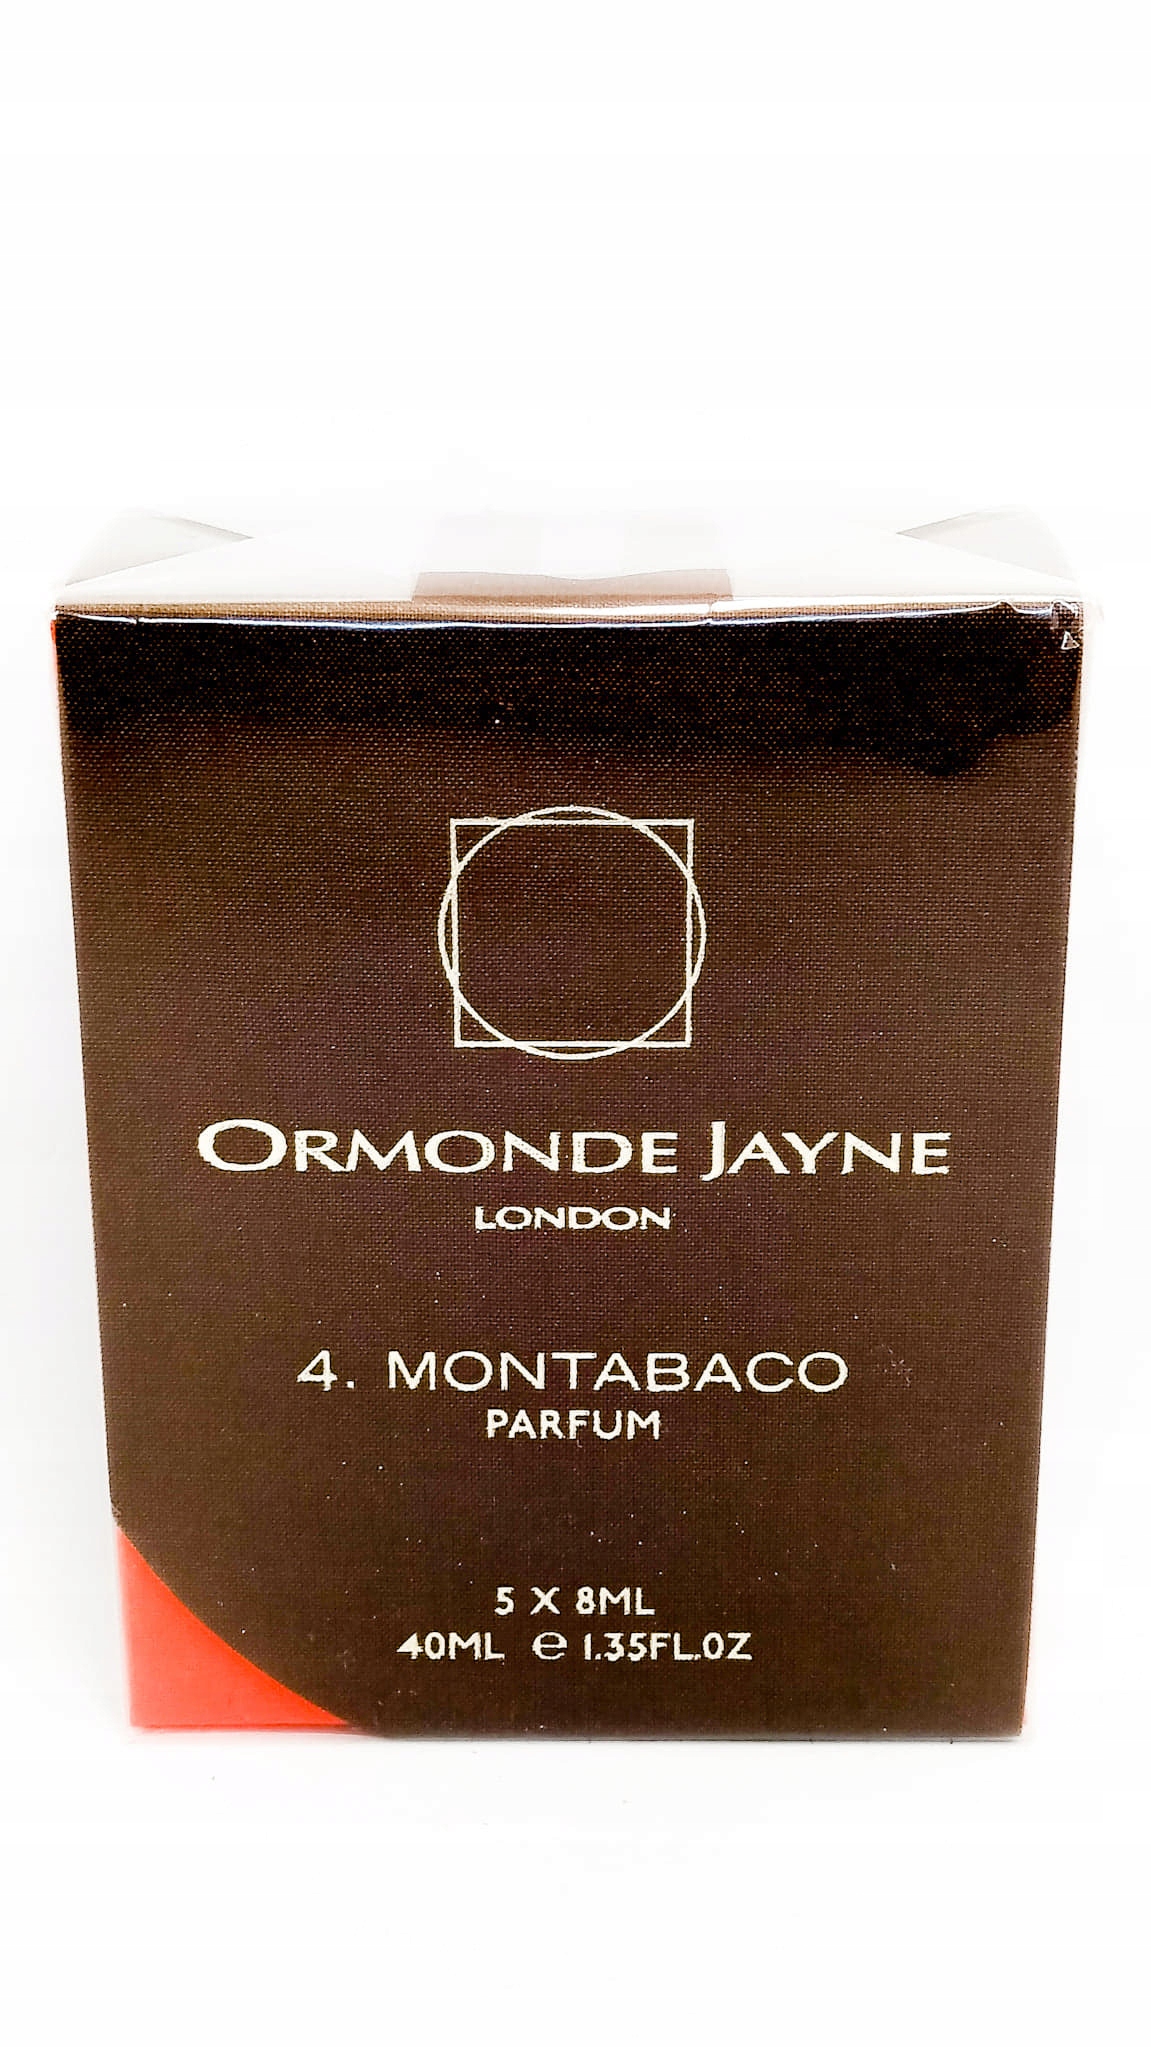 ORMONDE JAYNE
LONDON
4. MONTABACO
PARFUM
5 X 8ML
40ML ℮ 1.35FL.OZ